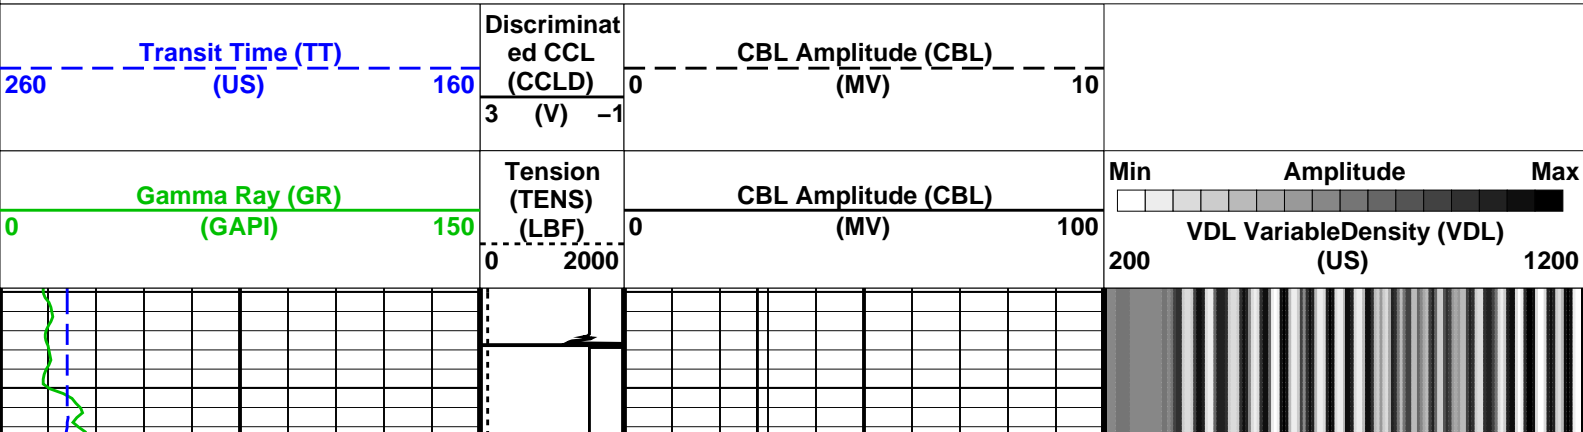 Transit Time (TT)
260 (US) 160
Discriminat
ed CCL
(CCLD)
3 (V) −1
CBL Amplitude (CBL)
0 (MV) 10
Gamma Ray (GR)
0 (GAPI) 150
Tension
(TENS)
(LBF)
0 2000
CBL Amplitude (CBL)
0 (MV) 100
Min Amplitude Max
VDL VariableDensity (VDL)
200 (US) 1200